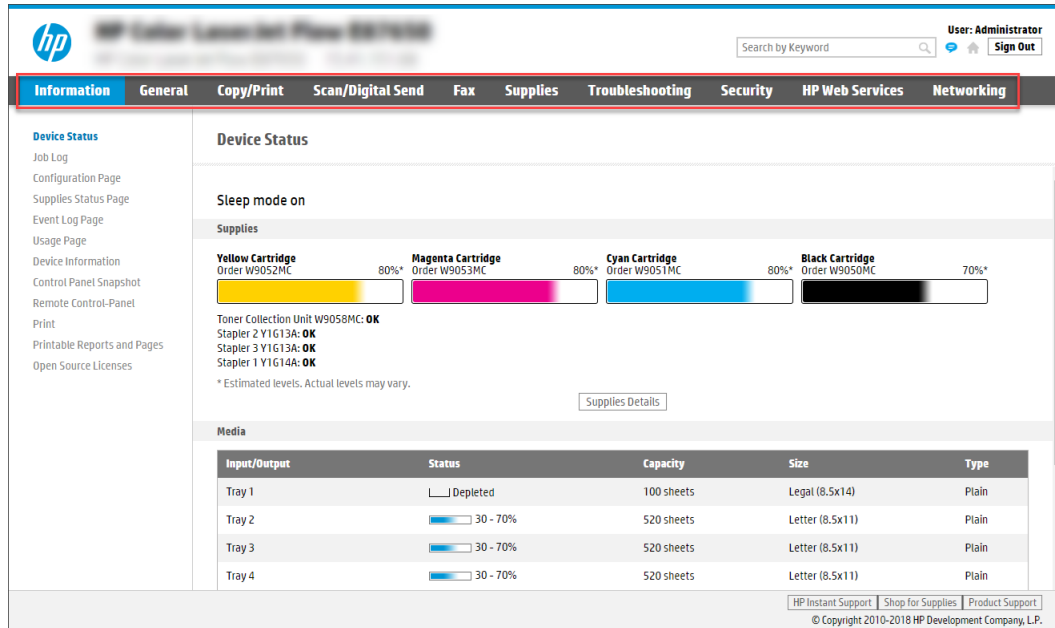 hp
User: Administrator
Search by Keyword
Sign Out
Information General Copy/Print Scan/Digital Send Fax Supplies Troubleshooting Security HP Web Services Networking
Device Status
Job Log
Configuration Page
Supplies Status Page
Event Log Page
Usage Page
Device Information
Control Panel Snapshot
Remote Control-Panel
Print
Printable Reports and Pages
Open Source Licenses
Device Status
Sleep mode on
Supplies
Yellow Cartridge Magenta Cartridge Cyan Cartridge Black Cartridge
Order W9052MC 80%* Order W9053MC 80%* Order W9051MC 80%* Order W9050MC 70%*
Toner Collection Unit W9058MC: OK
Stapler 2 Y1G13A: OK
Stapler 3 Y1G13A: OK
Stapler 1 Y1G14A: OK
* Estimated levels. Actual levels may vary.
Supplies Details
Media
Input/Output Status Capacity Size Type
Tray 1 Depleted 100 sheets Legal (8.5x14) Plain
Tray 2 30 - 70% 520 sheets Letter (8.5x11) Plain
Tray 3 30 - 70% 520 sheets Letter (8.5x11) Plain
Tray 4 30 - 70% 520 sheets Letter (8.5x11) Plain
HP Instant Support Shop for Supplies Product Support
© Copyright 2010-2018 HP Development Company, L.P.